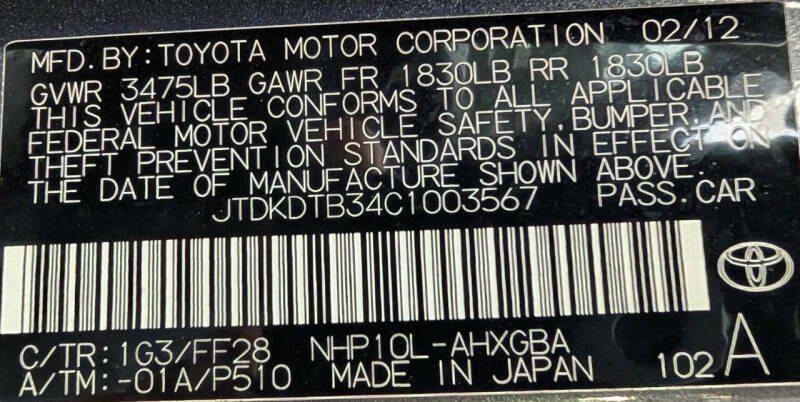 MFD. BY: TOYOTA MOTOR CORPORATION 02/12
GVWR 3475LB GAWR FR 1830LB RR 1830LB
THIS VEHICLE CONFORMS TO ALL APPLICABLE
FEDERAL MOTOR VEHICLE SAFETY, BUMPER, AND
THEFT PREVENTION STANDARDS IN EFFECT ON
THE DATE OF MANUFACTURE SHOWN ABOVE.
JTDKDTB34C1003567 PASS. CAR
C/TR: 1G3/FF28 NHP10L-AHXGBA
A/TM: -01A/P510 MADE IN JAPAN 102 A